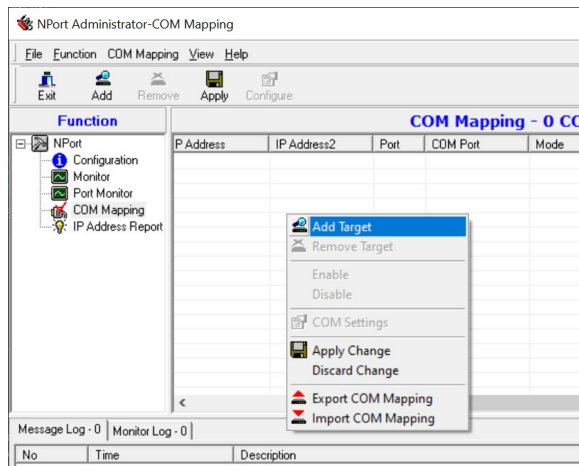 NPort Administrator-COM Mapping
File Function COM Mapping View Help
Exit Add Remove Apply Configure
Function
COM Mapping - 0 CO
NPort
Configuration
Monitor
Port Monitor
COM Mapping
IP Address Report
P Address IP Address2 Port COM Port Mode
Add Target
Remove Target
Enable
Disable
COM Settings
Apply Change
Discard Change
Export COM Mapping
Import COM Mapping
Message Log - 0 Monitor Log - 0
No Time Description